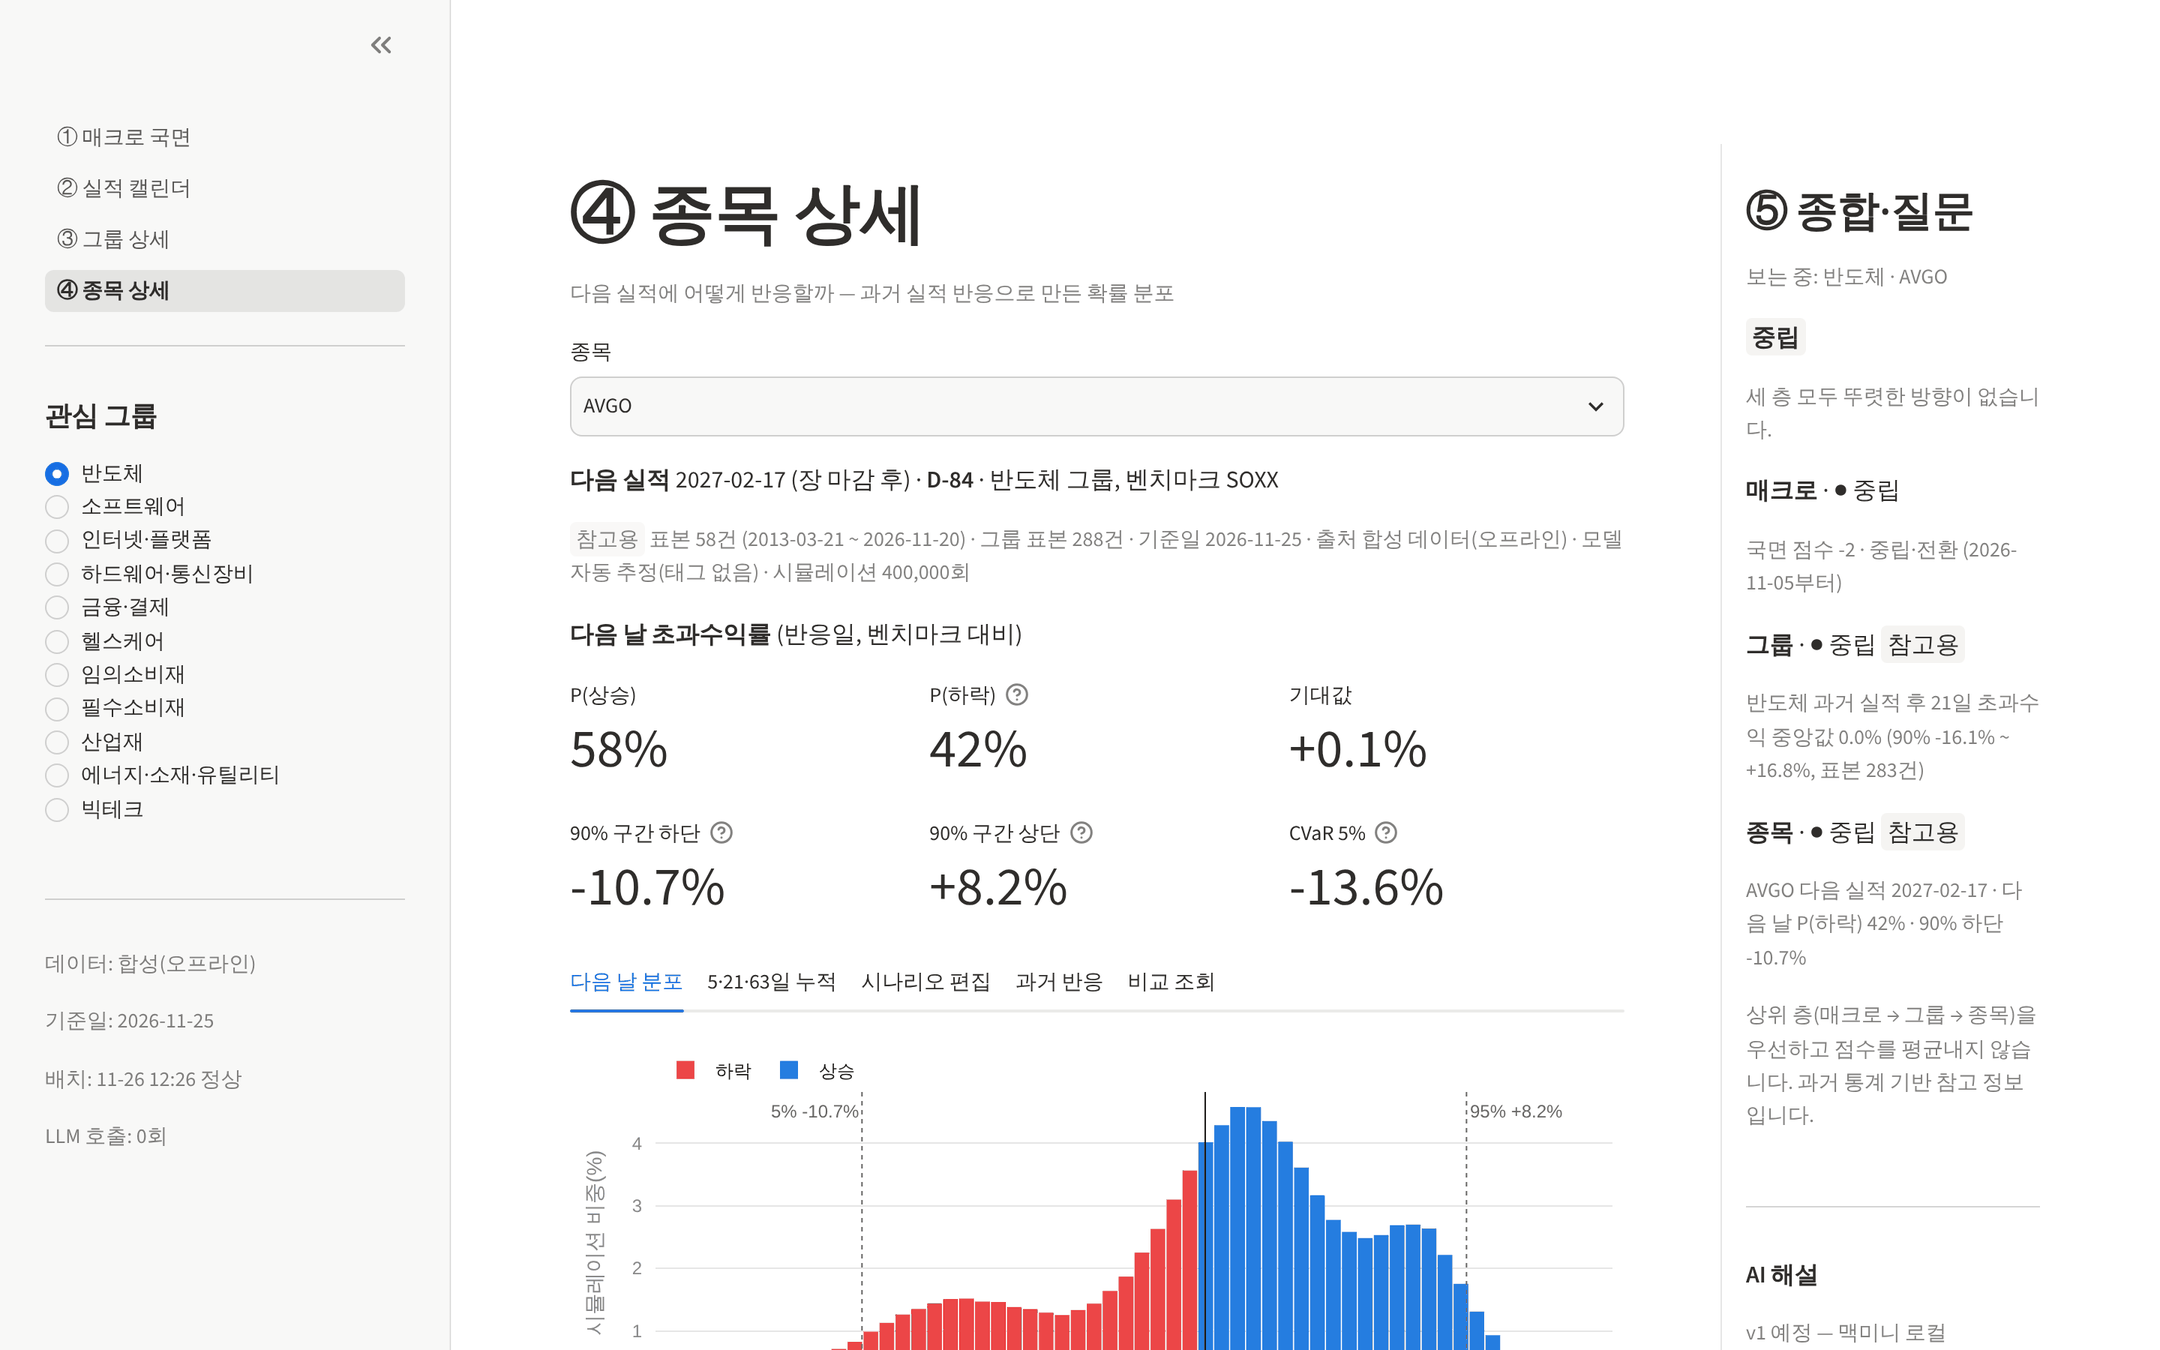 ① 매크로 국면
② 실적 캘린더
③ 그룹 상세
④ 종목 상세
관심 그룹
반도체
소프트웨어
인터넷·플랫폼
하드웨어·통신장비
금융·결제
헬스케어
임의소비재
필수소비재
산업재
에너지·소재·유틸리티
빅테크
데이터: 합성(오프라인)
기준일: 2026-11-25
배치: 11-26 12:26 정상
LLM 호출: 0회
④ 종목 상세
다음 실적에 어떻게 반응할까 — 과거 실적 반응으로 만든 확률 분포
종목
AVGO
다음 실적 2027-02-17 (장 마감 후) · D-84 · 반도체 그룹, 벤치마크 SOXX
참고용 표본 58건 (2013-03-21 ~ 2026-11-20) · 그룹 표본 288건 · 기준일 2026-11-25 · 출처 합성 데이터(오프라인) · 모델
자동 추정(태그 없음) · 시뮬레이션 400,000회
다음 날 초과수익률 (반응일, 벤치마크 대비)
P(상승)
58%
P(하락)
42%
기대값
+0.1%
90% 구간 하단
-10.7%
90% 구간 상단
+8.2%
CVaR 5%
-13.6%
다음 날 분포
5·21·63일 누적
시나리오 편집
과거 반응
비교 조회
하락
상승
5% -10.7%
95% +8.2%
시뮬레이션 비중(%)
4
3
2
1
⑤ 종합·질문
보는 중: 반도체 · AVGO
중립
세 층 모두 뚜렷한 방향이 없습니
다.
매크로 · ● 중립
국면 점수 -2 · 중립·전환 (2026-
11-05부터)
그룹 · ● 중립 참고용
반도체 과거 실적 후 21일 초과수
익 중앙값 0.0% (90% -16.1% ~
+16.8%, 표본 283건)
종목 · ● 중립 참고용
AVGO 다음 실적 2027-02-17 · 다
음 날 P(하락) 42% · 90% 하단
-10.7%
상위 층(매크로 → 그룹 → 종목)을
우선하고 점수를 평균내지 않습
니다. 과거 통계 기반 참고 정보
입니다.
AI 해설
v1 예정 — 맥미니 로컬